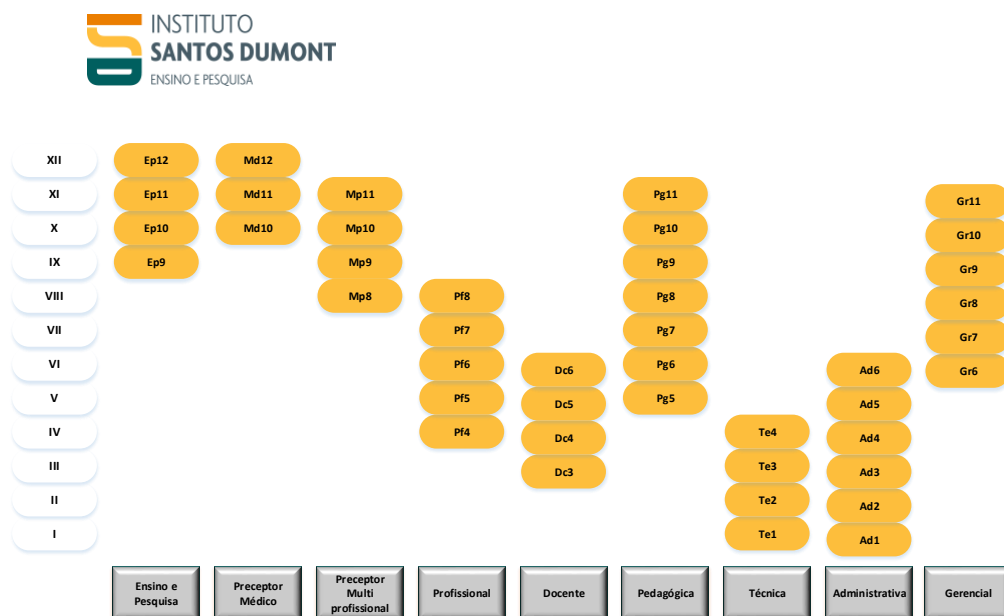 INSTITUTO
SANTOS DUMONT
ENSINO E PESQUISA
XII Ep12 Md12
XI Ep11 Md11 Mp11 Pg11 Gr11
X Ep10 Md10 Mp10 Pg10 Gr10
IX Ep9 Mp9 Pg9 Gr9
VIII Mp8 Pf8 Pg8 Gr8
VII Pf7 Pg7 Gr7
VI Pf6 Dc6 Pg6 Ad6 Gr6
V Pf5 Dc5 Pg5 Ad5
IV Pf4 Dc4 Te4 Ad4
III Dc3 Te3 Ad3
II Te2 Ad2
I Te1 Ad1
Ensino e
Pesquisa
Preceptor
Médico
Preceptor
Multi
profissional
Profissional
Docente
Pedagógica
Técnica
Administrativa
Gerencial